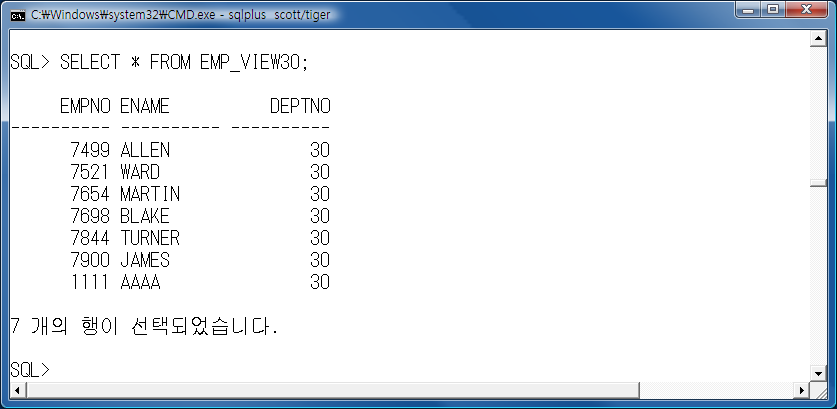 C:₩Windows₩system32₩CMD.exe - sqlplus  scott/tiger
SQL> SELECT * FROM EMP_VIEW30;
     EMPNO ENAME          DEPTNO
---------- ---------- ----------
      7499 ALLEN              30
      7521 WARD               30
      7654 MARTIN             30
      7698 BLAKE              30
      7844 TURNER             30
      7900 JAMES              30
      1111 AAAA               30
7 개의 행이 선택되었습니다.
SQL>